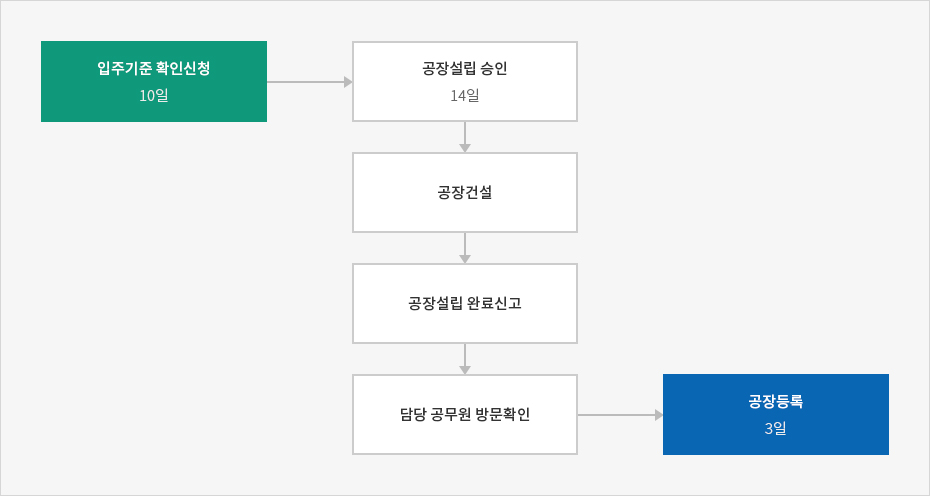 입주기준 확인신청
10일
공장설립 승인
14일
공장건설
공장설립 완료신고
담당 공무원 방문확인
공장등록
3일